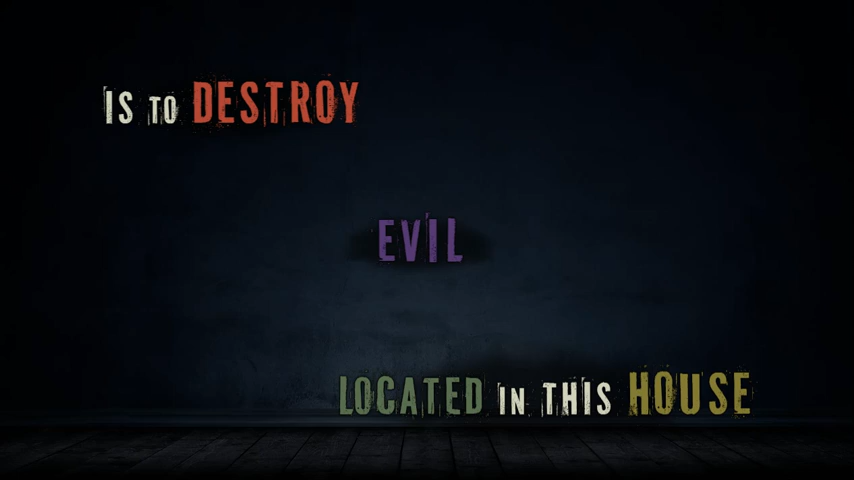 IS TO DESTROY
EVIL
LOCATED IN THIS HOUSE